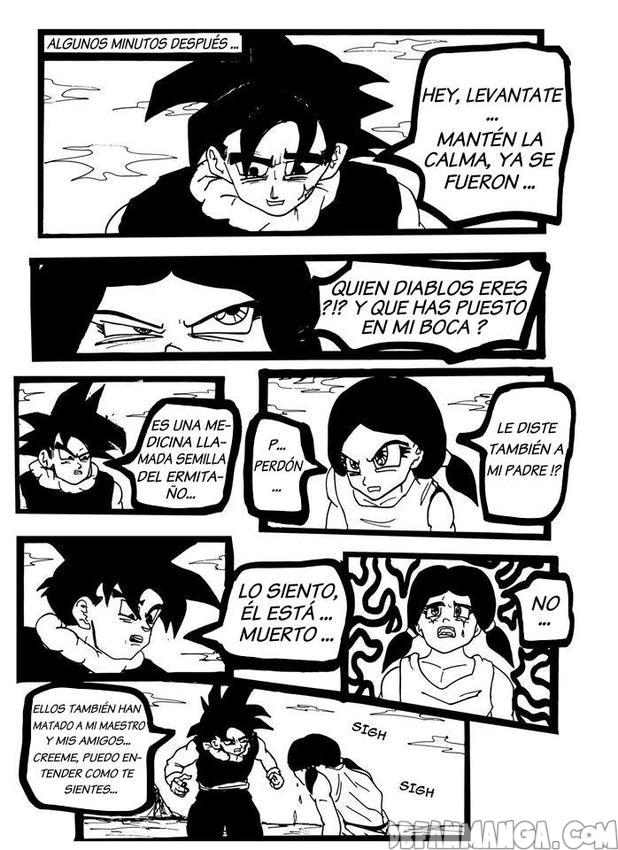 ALGUNOS MINUTOS DESPUÉS ...
HEY, LEVANTATE
...
MANTÉN LA
CALMA, YA SE
FUERON ...
QUIEN DIABLOS ERES
?!? Y QUE HAS PUESTO
EN MI BOCA ?
ES UNA ME-
DICINA LLA-
MADA SEMILLA
DEL ERMITA-
ÑO...
P...
PERDÓN
...
LE DISTE
TAMBIÉN A
MI PADRE !?
LO SIENTO,
ÉL ESTÁ ...
MUERTO ...
NO
...
ELLOS TAMBIÉN HAN
MATADO A MI MAESTRO
Y MIS AMIGOS...
CREEME, PUEDO EN-
TENDER COMO TE
SIENTES...
SIGH
SIGH
DBFANMANGA.COM